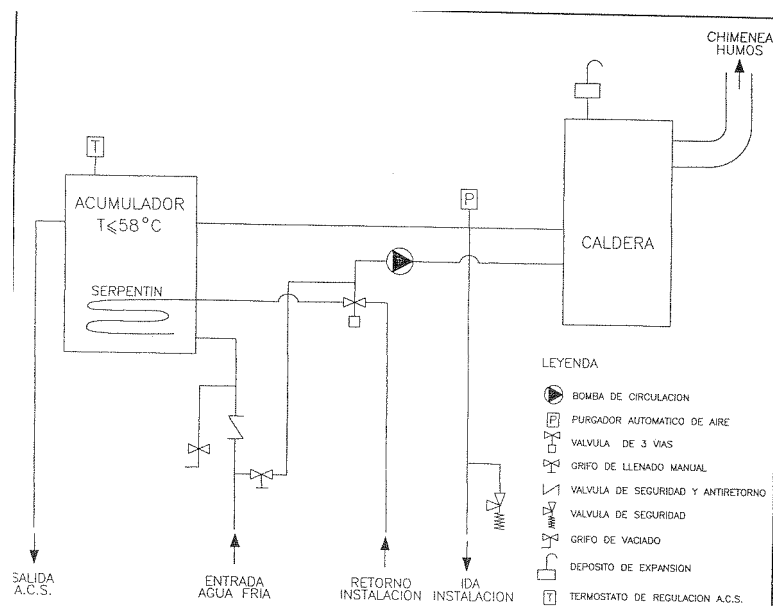 CHIMENEA
HUMOS
T
ACUMULADOR
T⩽58°C
P
CALDERA
SERPENTIN
LEYENDA
BOMBA DE CIRCULACION
P PURGADOR AUTOMATICO DE AIRE
VALVULA DE 3 VIAS
GRIFO DE LLENADO MANUAL
VALVULA DE SEGURIDAD Y ANTIRETORNO
VALVULA DE SEGURIDAD
GRIFO DE VACIADO
DEPOSITO DE EXPANSION
T TERMOSTATO DE REGULACION A.C.S.
SALIDA
A.C.S.
ENTRADA
AGUA FRIA
RETORNO
INSTALACION
IDA
INSTALACION